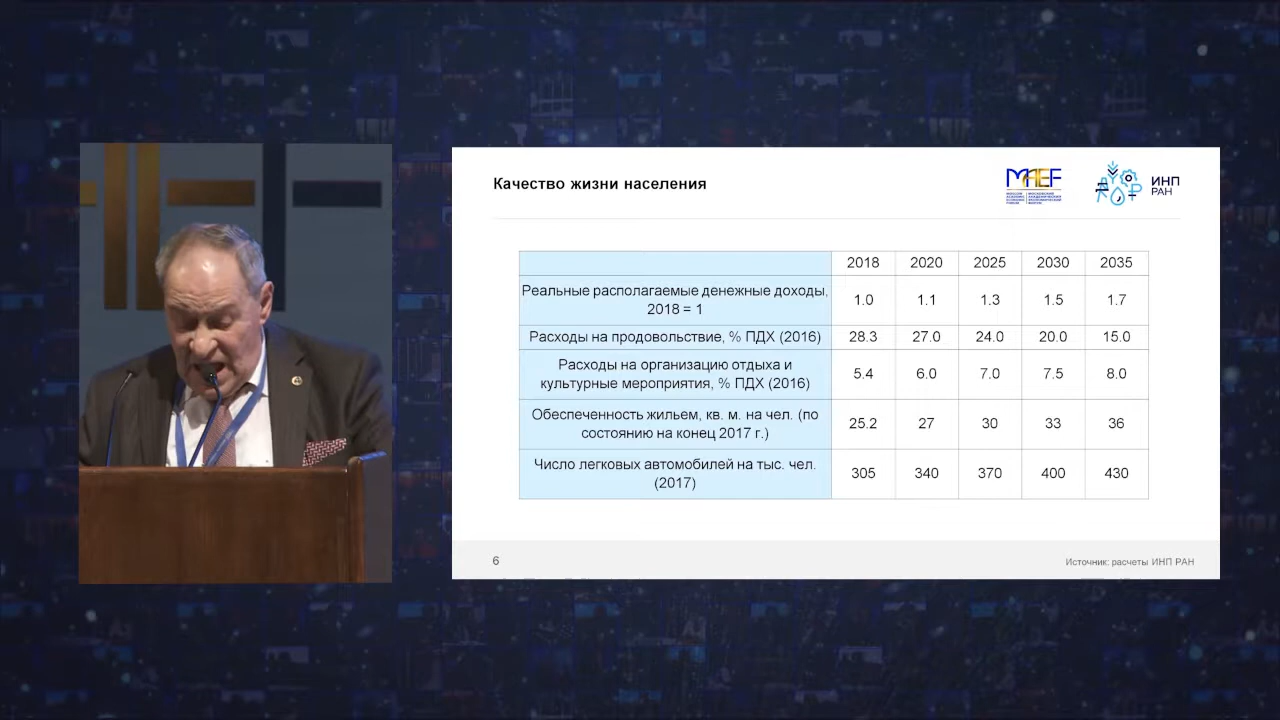 Качество жизни населения
MAEF
ИНП
РАН
2018 2020 2025 2030 2035
Реальные располагаемые денежные доходы,
2018 = 1
1.0 1.1 1.3 1.5 1.7
Расходы на продовольствие, % ПДХ (2016)
28.3 27.0 24.0 20.0 15.0
Расходы на организацию отдыха и
культурные мероприятия, % ПДХ (2016)
5.4 6.0 7.0 7.5 8.0
Обеспеченность жильем, кв. м. на чел. (по
состоянию на конец 2017 г.)
25.2 27 30 33 36
Число легковых автомобилей на тыс. чел.
(2017)
305 340 370 400 430
6
Источник: расчеты ИНП РАН